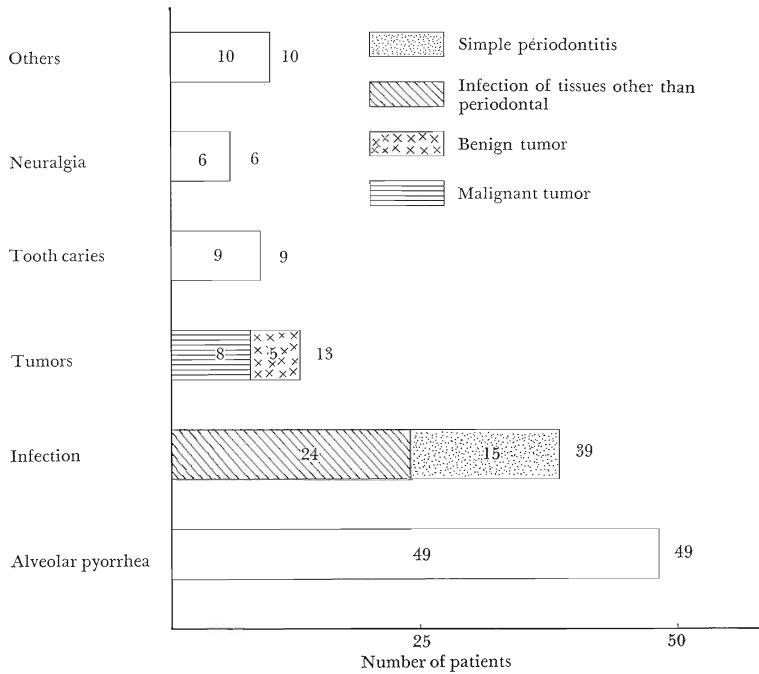 Others
10
10
Neuralgia
6
6
Tooth caries
9
9
Tumors
8
5
13
Infection
24
15
39
Alveolar pyorrhea
49
49
25
50
Number of patients
Simple périodontitis
Infection of tissues other than
periodontal
Benign tumor
Malignant tumor